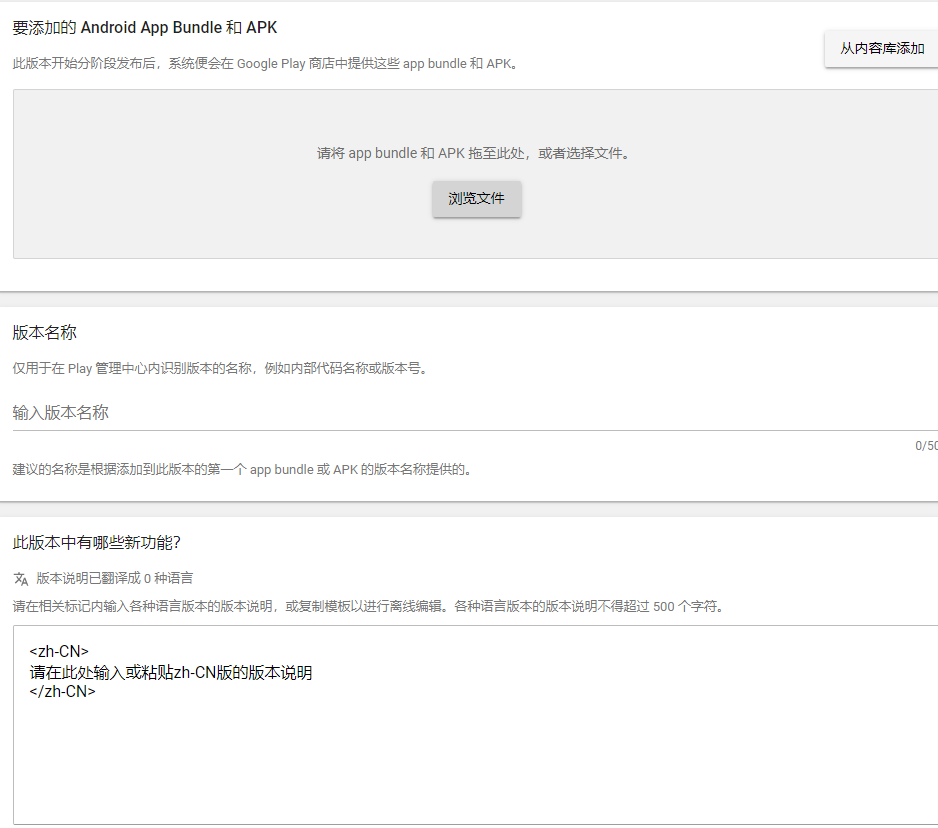 要添加的 Android App Bundle 和 APK
从内容库添加
此版本开始分阶段发布后，系统便会在 Google Play 商店中提供这些 app bundle 和 APK。
请将 app bundle 和 APK 拖至此处，或者选择文件。
浏览文件
版本名称
仅用于在 Play 管理中心内识别版本的名称，例如内部代码名称或版本号。
输入版本名称
0/50
建议的名称是根据添加到此版本的第一个 app bundle 或 APK 的版本名称提供的。
此版本中有哪些新功能？
版本说明已翻译成 0 种语言
请在相关标记内输入各种语言版本的版本说明，或复制模板以进行离线编辑。各种语言版本的版本说明不得超过 500 个字符。
<zh-CN>
请在此处输入或粘贴zh-CN版的版本说明
</zh-CN>